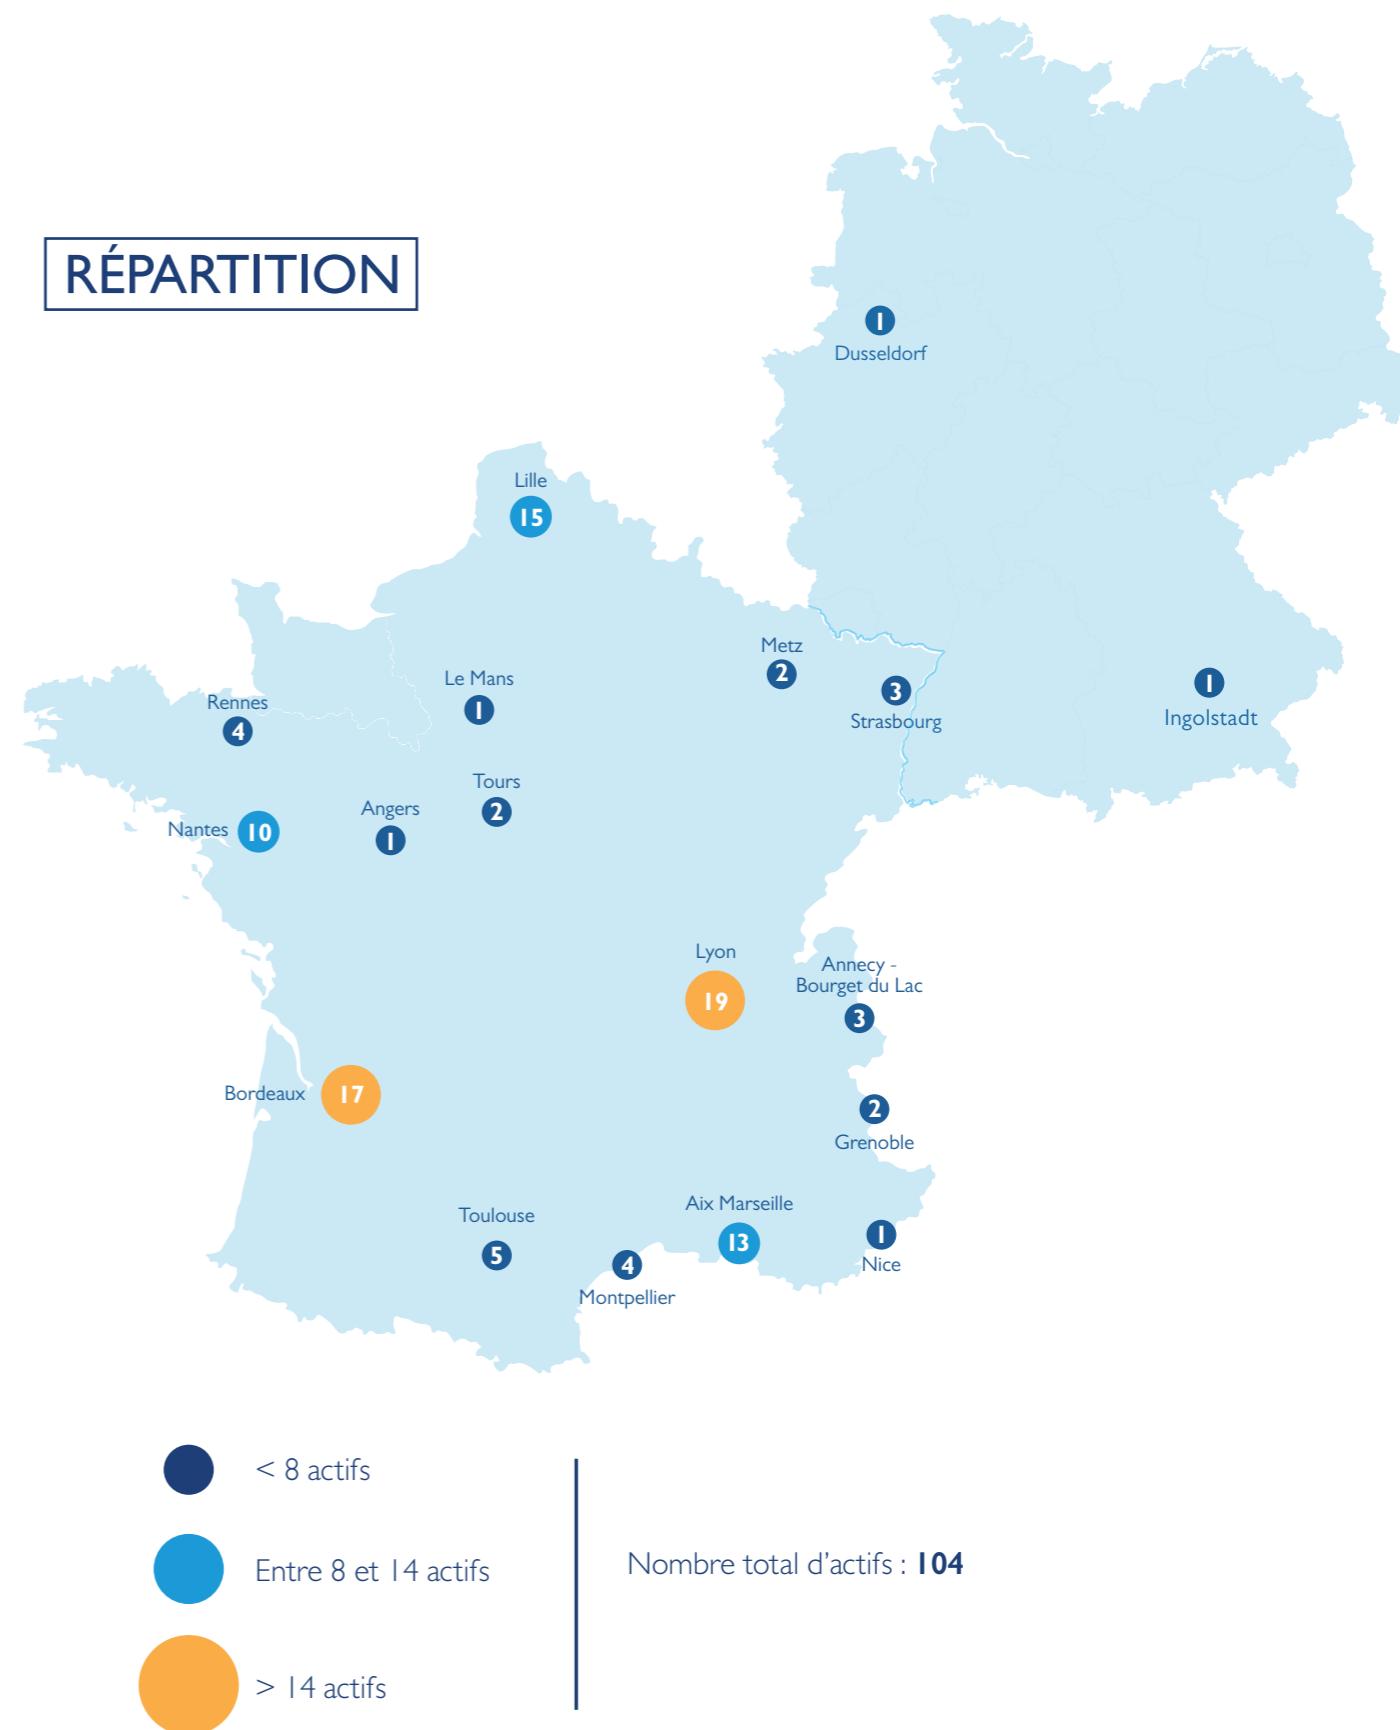 RÉPARTITION
1
Dusseldorf
Lille
15
Metz
2
3
Strasbourg
1
Ingolstadt
Le Mans
1
Rennes
4
Tours
2
Angers
1
Nantes
10
Lyon
19
Annecy -
Bourget du Lac
3
Bordeaux
17
2
Grenoble
Aix Marseille
13
Toulouse
5
4
Montpellier
1
Nice
< 8 actifs
Entre 8 et 14 actifs
> 14 actifs
Nombre total d'actifs : 104